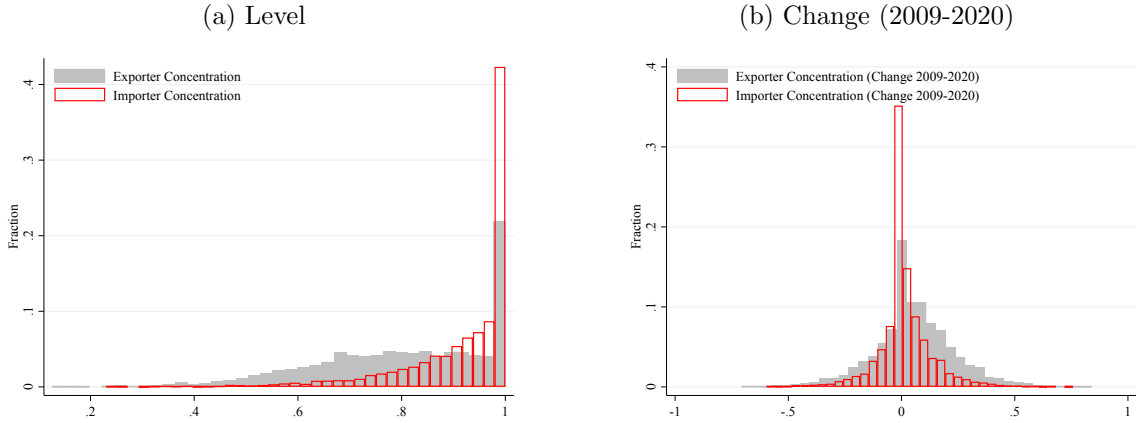 (a) Level
Exporter Concentration
Importer Concentration
Fraction
.4
.3
.2
.1
0
.2
.4
.6
.8
1
(b) Change (2009-2020)
Exporter Concentration (Change 2009-2020)
Importer Concentration (Change 2009-2020)
Fraction
.4
.3
.2
.1
0
-1
-.5
0
.5
1